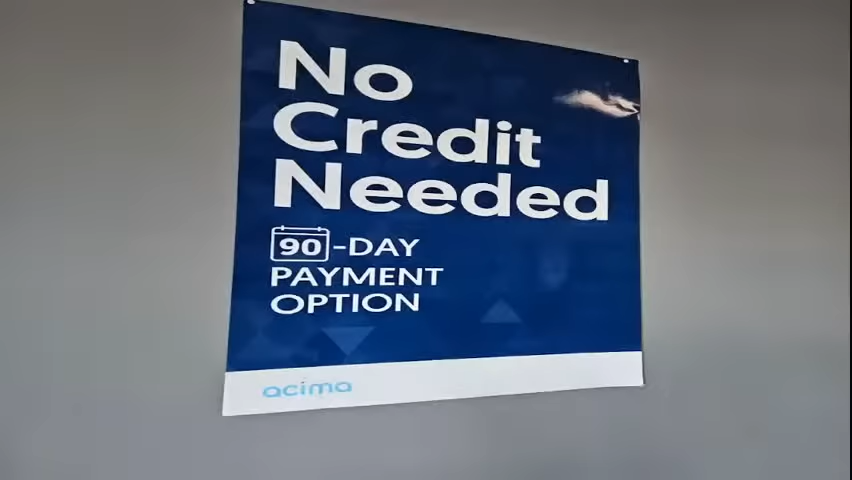 No
Credit
Needed
90-DAY
PAYMENT
OPTION
acima